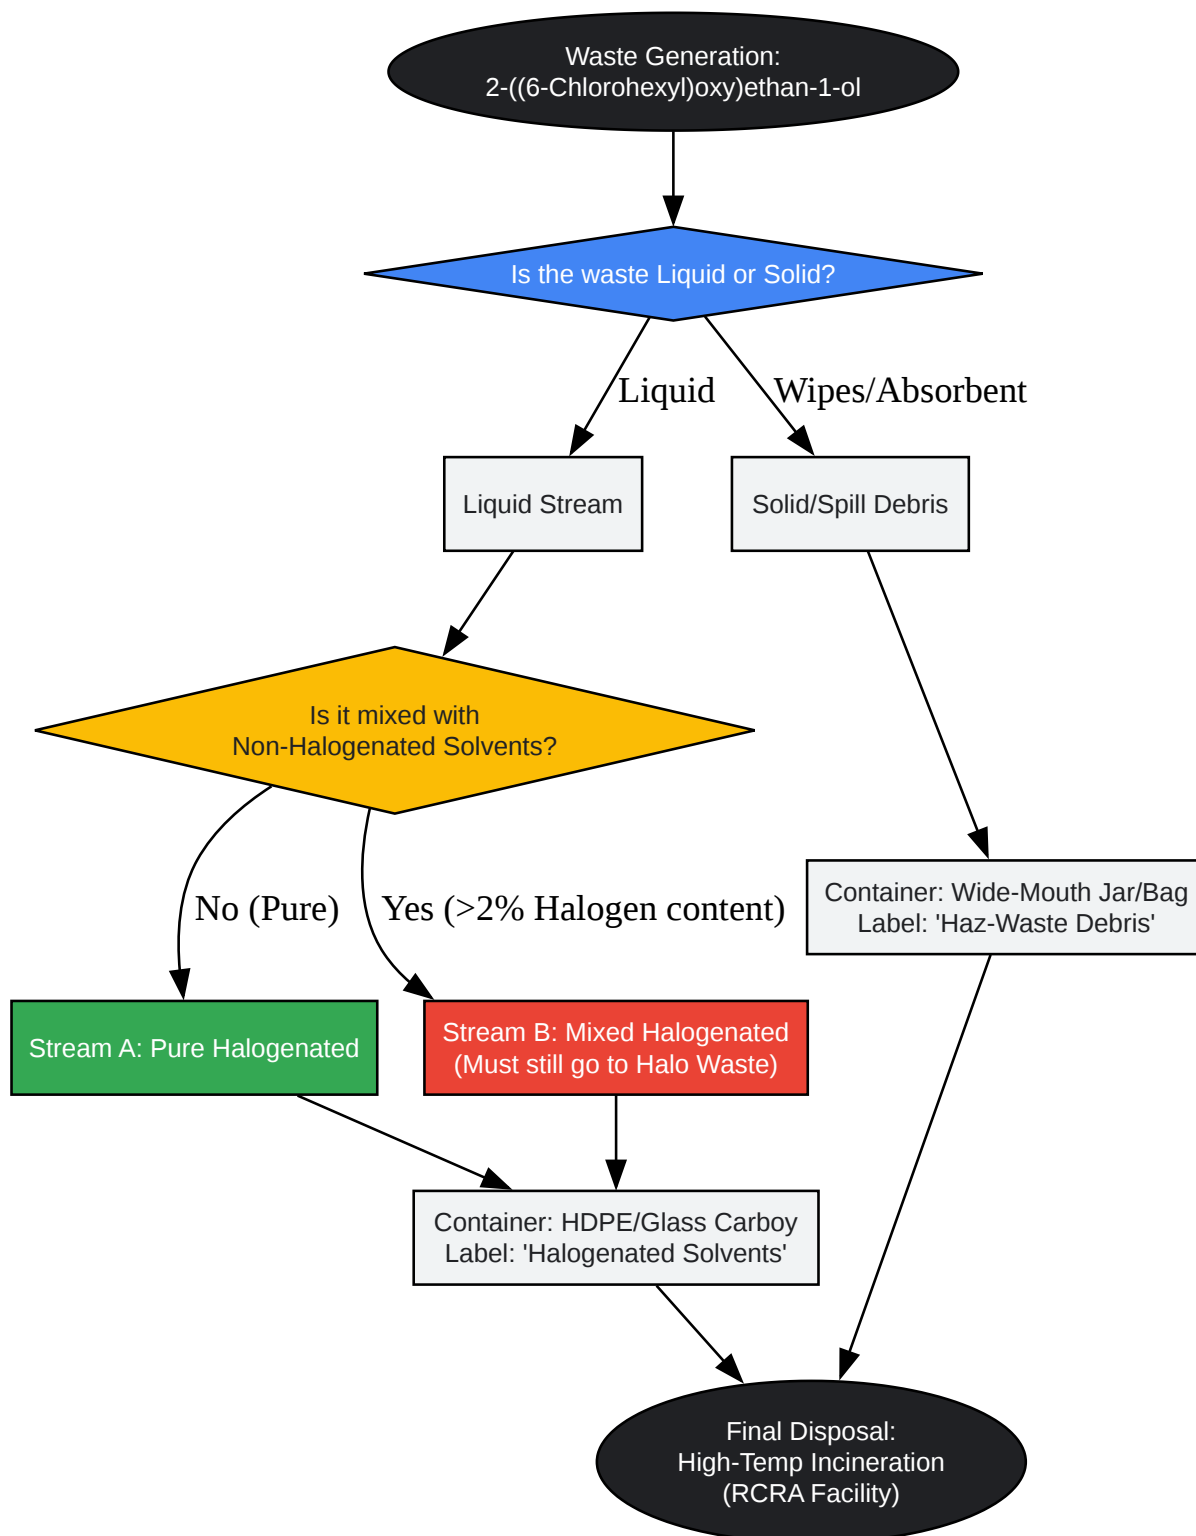 Waste Generation:
2-((6-Chlorohexyl)oxy)ethan-1-ol
Is the waste Liquid or Solid?
Liquid
Wipes/Absorbent
Liquid Stream
Solid/Spill Debris
Is it mixed with
Non-Halogenated Solvents?
Container: Wide-Mouth Jar/Bag
Label: 'Haz-Waste Debris'
No (Pure)
Yes (>2% Halogen content)
Stream A: Pure Halogenated
Stream B: Mixed Halogenated
(Must still go to Halo Waste)
Container: HDPE/Glass Carboy
Label: 'Halogenated Solvents'
Final Disposal:
High-Temp Incineration
(RCRA Facility)